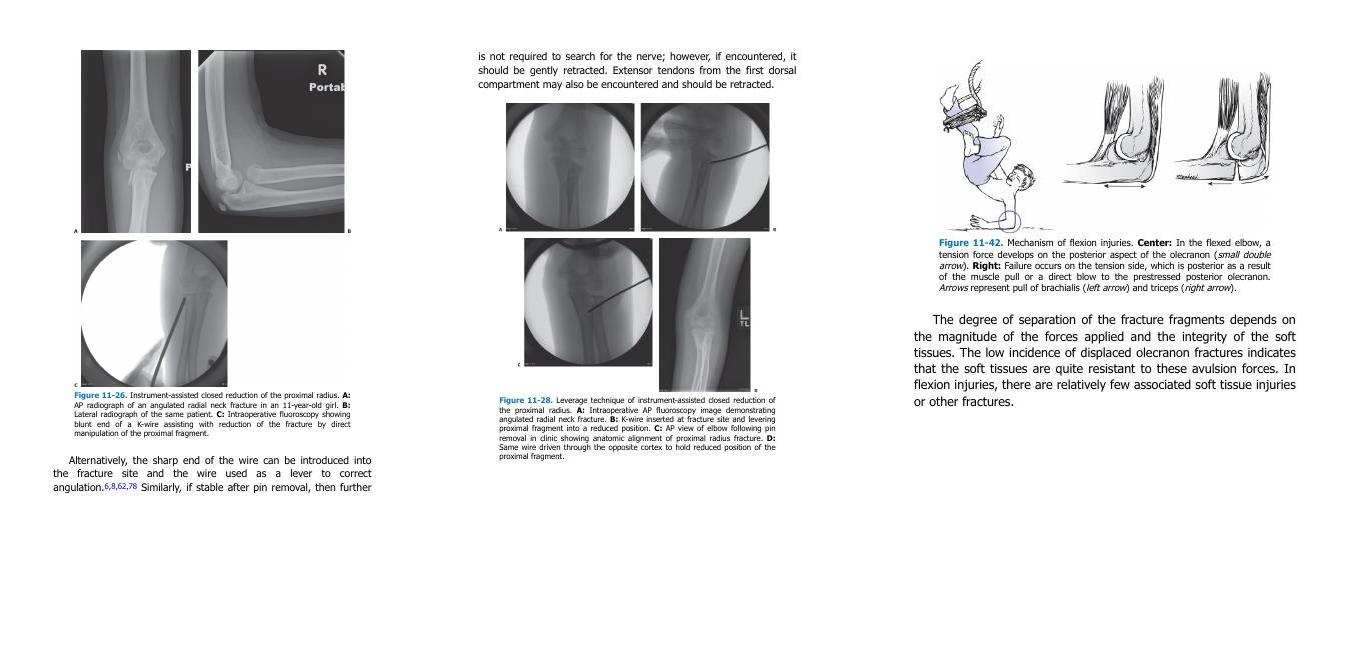 R
Portab
P
A
B
C
Figure 11-26. Instrument-assisted closed reduction of the proximal radius. A:
AP radiograph of an angulated radial neck fracture in an 11-year-old girl. B:
Lateral radiograph of the same patient. C: Intraoperative fluoroscopy showing
blunt end of a K-wire assisting with reduction of the fracture by direct
manipulation of the proximal fragment.
Alternatively, the sharp end of the wire can be introduced into
the fracture site and the wire used as a lever to correct
angulation.6,8,62,78 Similarly, if stable after pin removal, then further
is not required to search for the nerve; however, if encountered, it
should be gently retracted. Extensor tendons from the first dorsal
compartment may also be encountered and should be retracted.
A
B
C
L
TL
Figure 11-28. Leverage technique of instrument-assisted closed reduction of
the proximal radius. A: Intraoperative AP fluoroscopy image demonstrating
angulated radial neck fracture. B: K-wire inserted at fracture site and levering
proximal fragment into a reduced position. C: AP view of elbow following pin
removal in clinic showing anatomic alignment of proximal radius fracture. D:
Same wire driven through the opposite cortex to hold reduced position of the
proximal fragment.
Figure 11-42. Mechanism of flexion injuries. Center: In the flexed elbow, a
tension force develops on the posterior aspect of the olecranon (small double
arrow). Right: Failure occurs on the tension side, which is posterior as a result
of the muscle pull or a direct blow to the prestressed posterior olecranon.
Arrows represent pull of brachialis (left arrow) and triceps (right arrow).
The degree of separation of the fracture fragments depends on
the magnitude of the forces applied and the integrity of the soft
tissues. The low incidence of displaced olecranon fractures indicates
that the soft tissues are quite resistant to these avulsion forces. In
flexion injuries, there are relatively few associated soft tissue injuries
or other fractures.